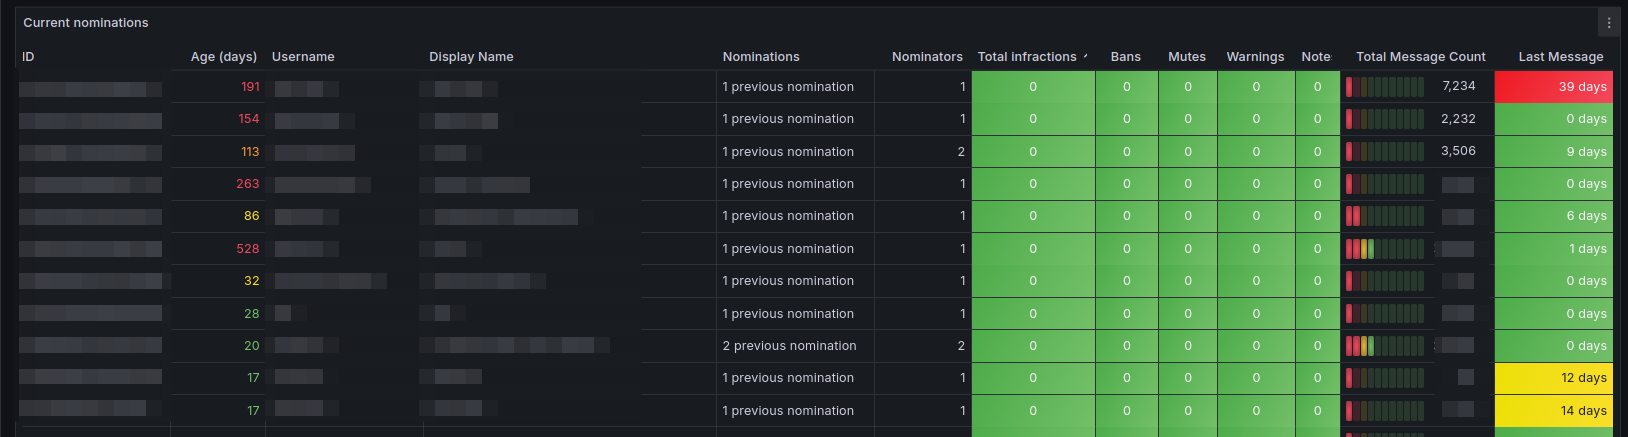 Current nominations
ID Age (days) Username Display Name Nominations Nominators Total infractions Bans Mutes Warnings Note Total Message Count Last Message
191 1 previous nomination 1 0 0 0 0 0 7,234 39 days
154 1 previous nomination 1 0 0 0 0 0 2,232 0 days
113 1 previous nomination 2 0 0 0 0 0 3,506 9 days
263 1 previous nomination 1 0 0 0 0 0 0 days
86 1 previous nomination 1 0 0 0 0 0 6 days
528 1 previous nomination 1 0 0 0 0 0 1 days
32 1 previous nomination 1 0 0 0 0 0 0 days
28 1 previous nomination 1 0 0 0 0 0 0 days
20 2 previous nomination 2 0 0 0 0 0 0 days
17 1 previous nomination 1 0 0 0 0 0 12 days
17 1 previous nomination 1 0 0 0 0 0 14 days